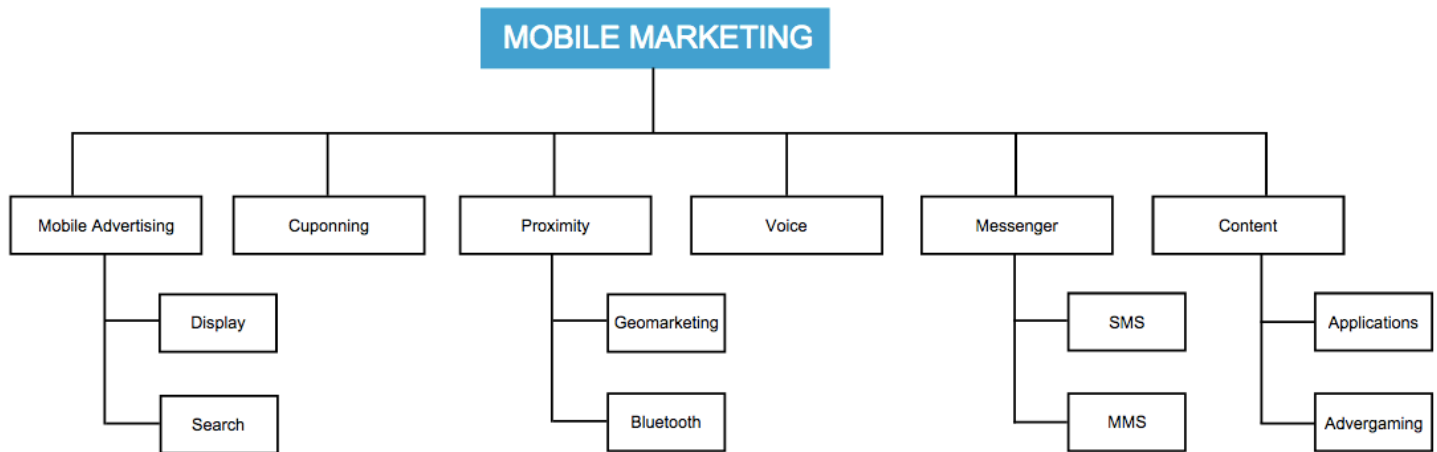 MOBILE MARKETING
Mobile Advertising
Cuponning
Proximity
Voice
Messenger
Content
Display
Geomarketing
SMS
Applications
Search
Bluetooth
MMS
Advergaming